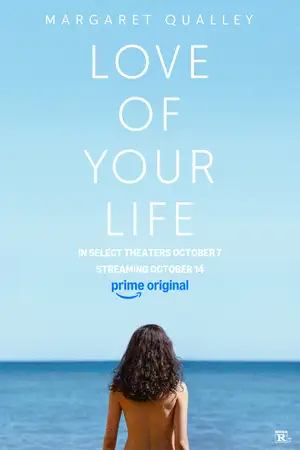 MARGARET QUALLEY
LOVE
OF
YOUR
LIFE
IN SELECT THEATERS OCTOBER 7
STREAMING OCTOBER 14
prime original
R